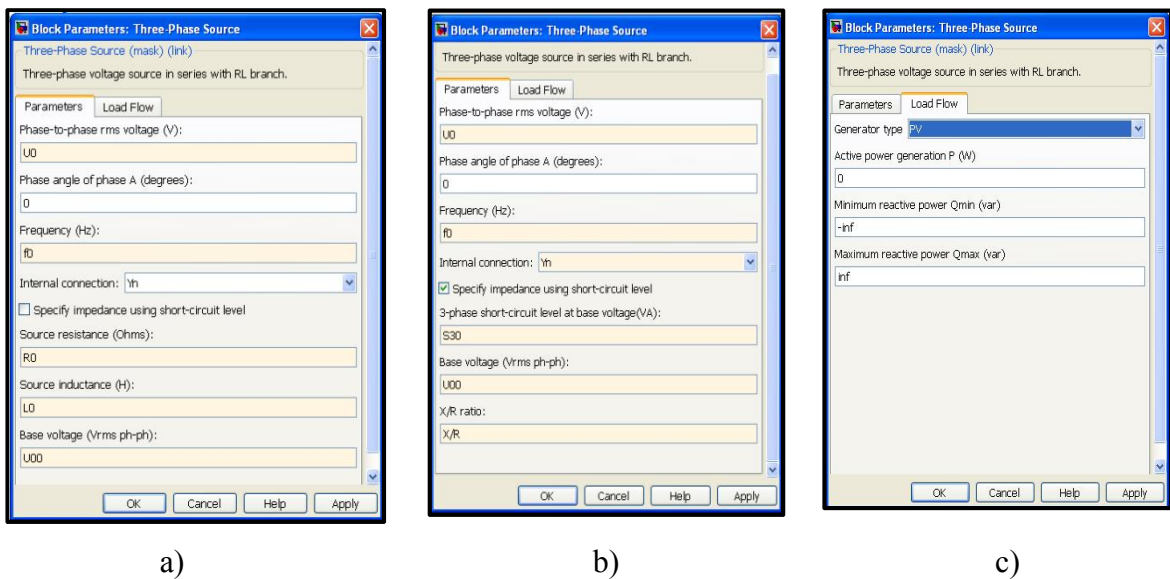 Block Parameters: Three-Phase Source
Three-Phase Source (mask) (link)
Three-phase voltage source in series with RL branch.
Parameters Load Flow
Phase-to-phase rms voltage (V):
U0
Phase angle of phase A (degrees):
0
Frequency (Hz):
f0
Internal connection: Yn
Specify impedance using short-circuit level
Source resistance (Ohms):
R0
Source inductance (H):
L0
Base voltage (Vrms ph-ph):
U00
OK Cancel Help Apply
a)
Block Parameters: Three-Phase Source
Three-phase voltage source in series with RL branch.
Parameters Load Flow
Phase-to-phase rms voltage (V):
U0
Phase angle of phase A (degrees):
0
Frequency (Hz):
f0
Internal connection: Yn
Specify impedance using short-circuit level
3-phase short-circuit level at base voltage(VA):
S30
Base voltage (Vrms ph-ph):
U00
X/R ratio:
X/R
OK Cancel Help Apply
b)
Block Parameters: Three-Phase Source
Three-Phase Source (mask) (link)
Three-phase voltage source in series with RL branch.
Parameters Load Flow
Generator type PV
Active power generation P (W)
0
Minimum reactive power Qmin (var)
-inf
Maximum reactive power Qmax (var)
inf
OK Cancel Help Apply
c)